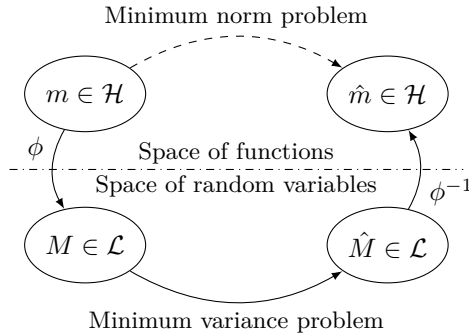 Minimum norm problem
m ∈ ℋ
m̂ ∈ ℋ
ϕ
Space of functions
Space of random variables
ϕ⁻¹
M ∈ ℒ
M̂ ∈ ℒ
Minimum variance problem